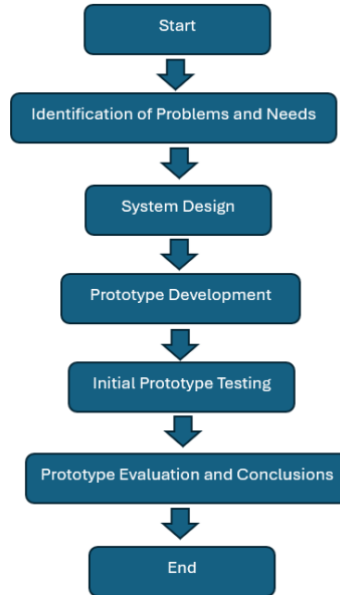 Start
Identification of Problems and Needs
System Design
Prototype Development
Initial Prototype Testing
Prototype Evaluation and Conclusions
End